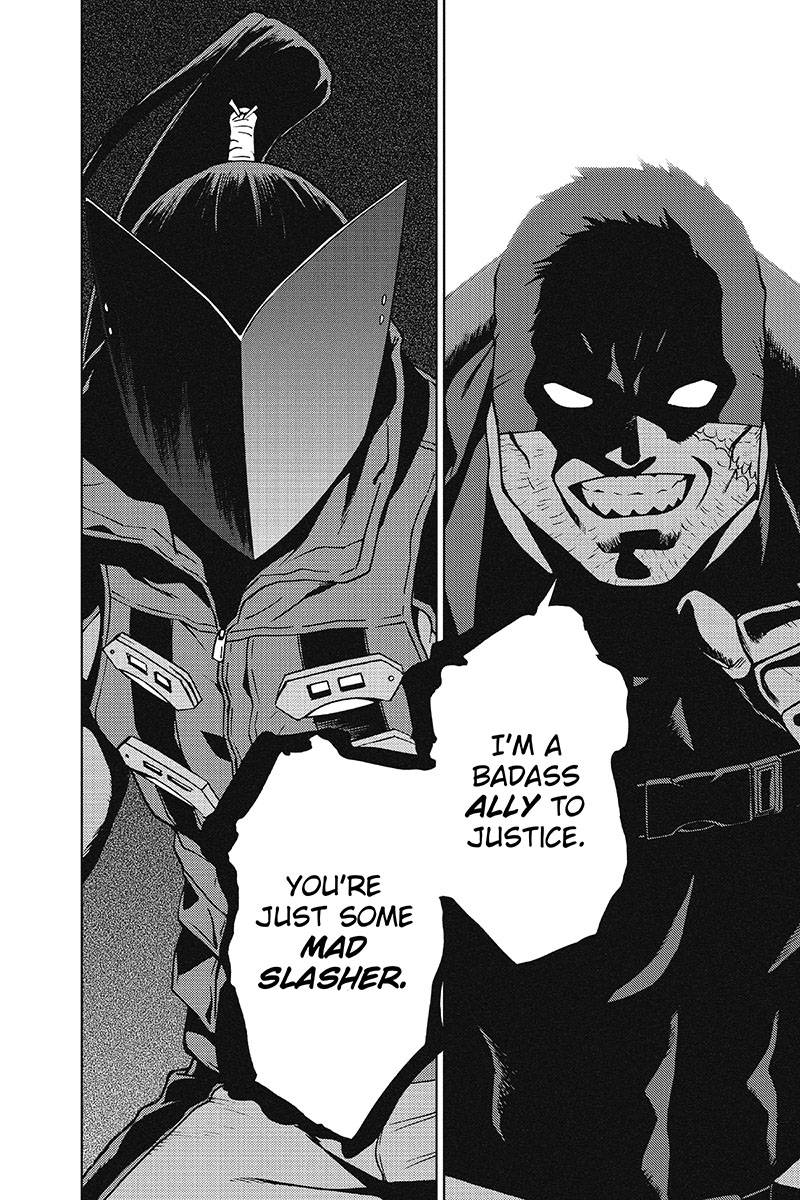 I'M A
BADASS
ALLY TO
JUSTICE.
YOU'RE
JUST SOME
MAD
SLASHER.